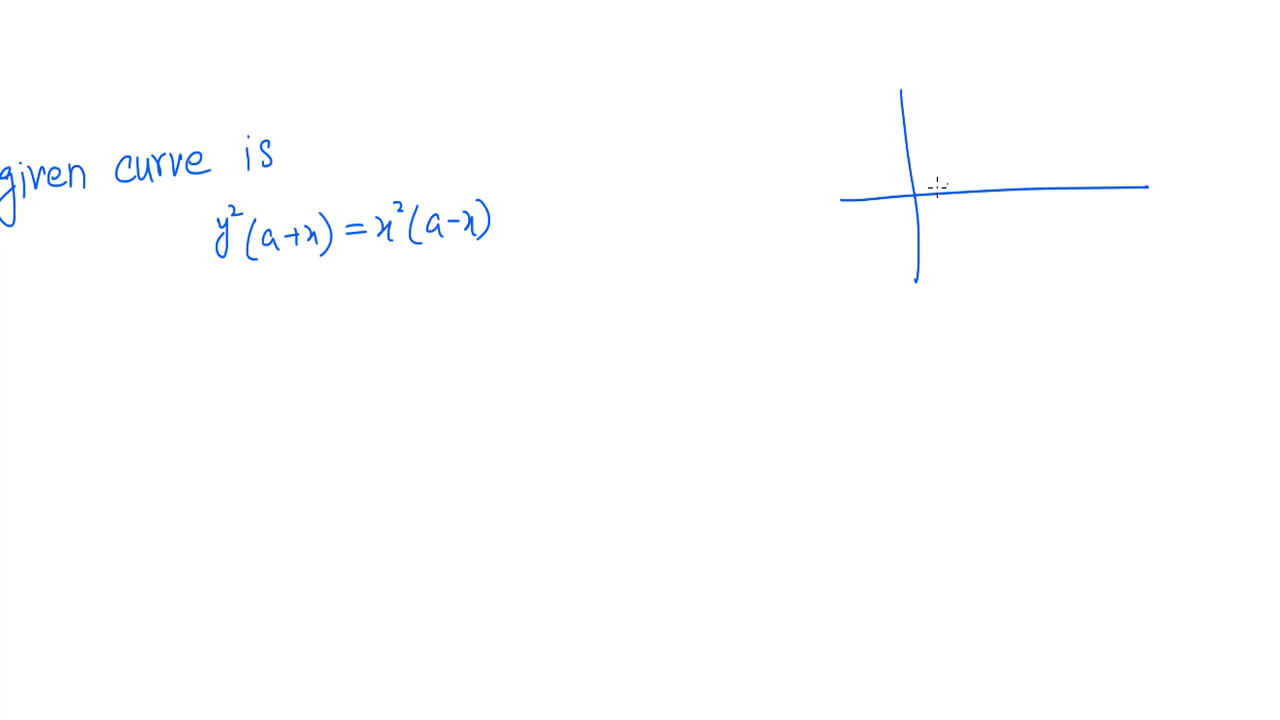 given curve is
y²(a+x)=x²(a-x)